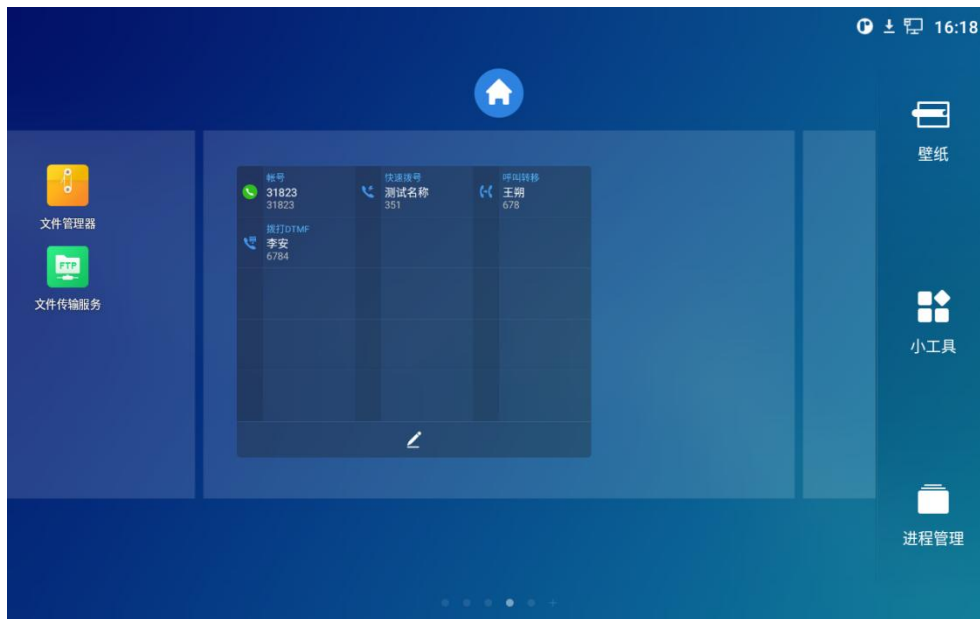 16:18
壁纸
文件管理器
FTP
文件传输服务
帐号
31823
31823
快速拨号
测试名称
351
呼叫转移
王朔
678
拨打DTMF
李安
6784
小工具
进程管理